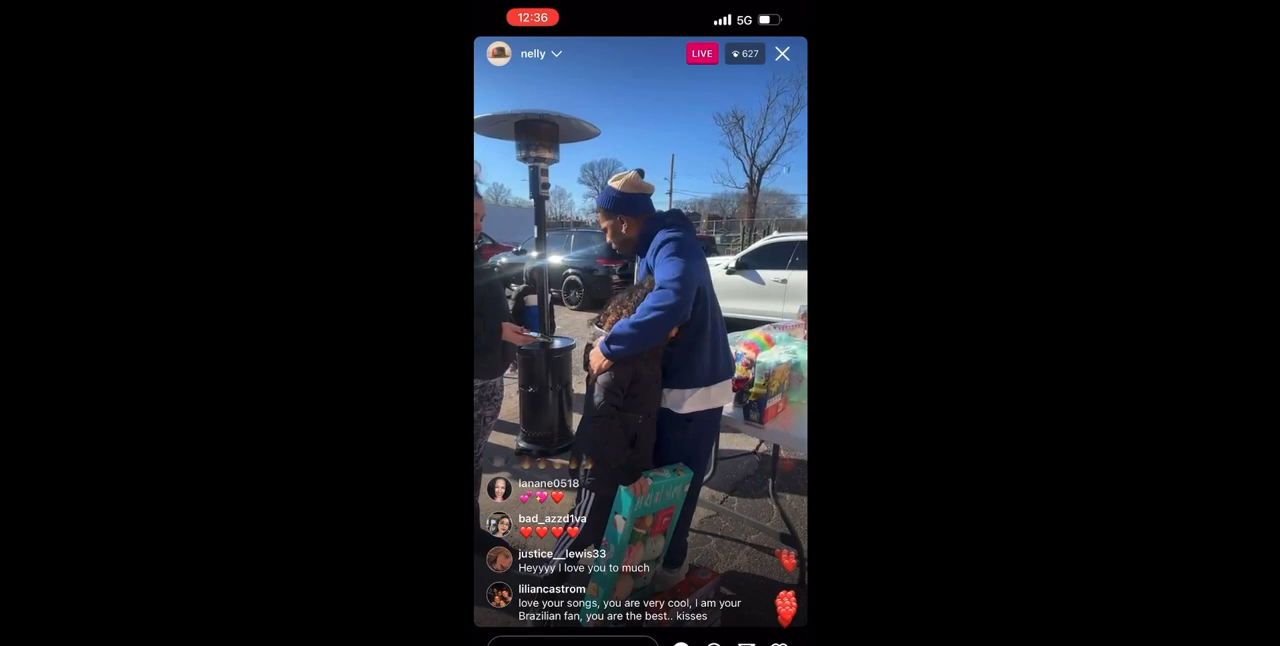 12:36
5G
nelly
LIVE
627
lanane0518
bad_azzd1va
justice__lewis33
Heyyyy I love you to much
liliancastrom
love your songs, you are very cool, I am your
Brazilian fan, you are the best.. kisses